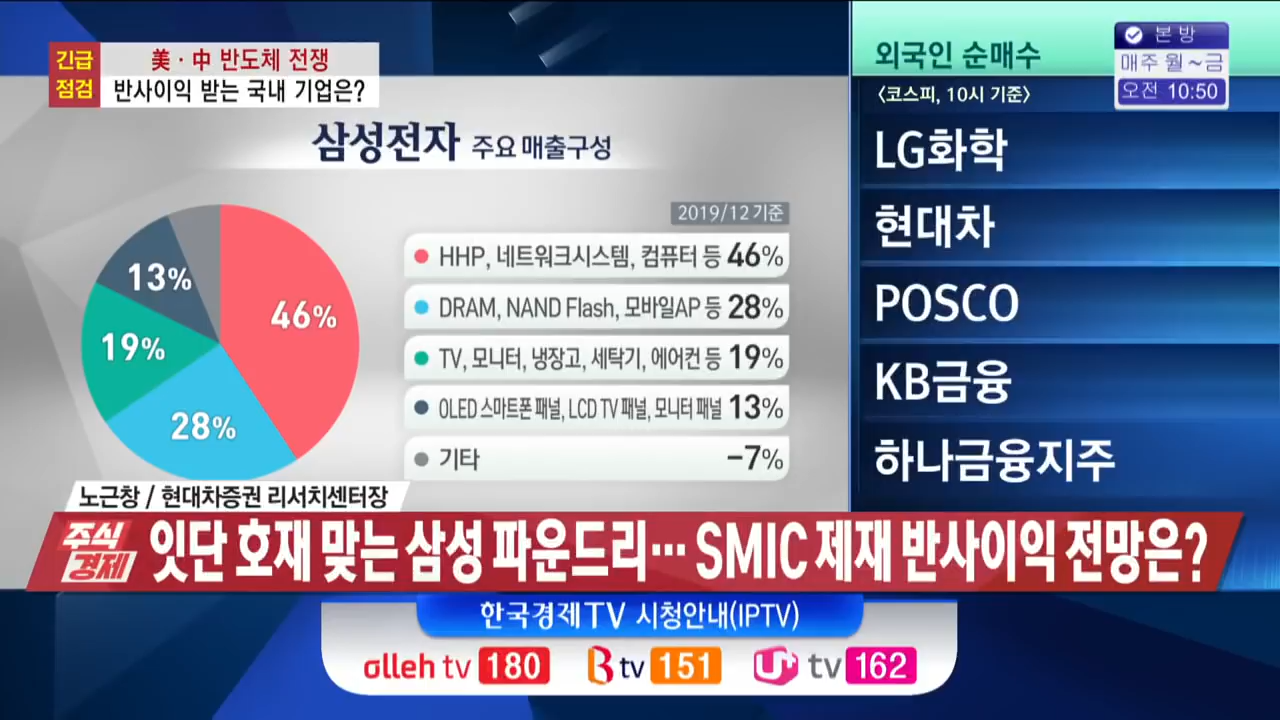 긴급
점검
美·中 반도체 전쟁
반사이익 받는 국내 기업은?
삼성전자 주요 매출구성
2019/12 기준
46%
28%
19%
13%
HHP, 네트워크시스템, 컴퓨터 등 46%
DRAM, NAND Flash, 모바일AP 등 28%
TV, 모니터, 냉장고, 세탁기, 에어컨 등 19%
OLED 스마트폰 패널, LCD TV 패널, 모니터 패널 13%
기타 -7%
외국인 순매수
〈코스피, 10시 기준〉
본 방
매주 월~금
오전 10:50
LG화학
현대차
POSCO
KB금융
하나금융지주
노근창 / 현대차증권 리서치센터장
주식
경제
잇단 호재 맞는 삼성 파운드리… SMIC 제재 반사이익 전망은?
한국경제TV 시청안내(IPTV)
olleh tv 180 B tv 151 U+ tv 162